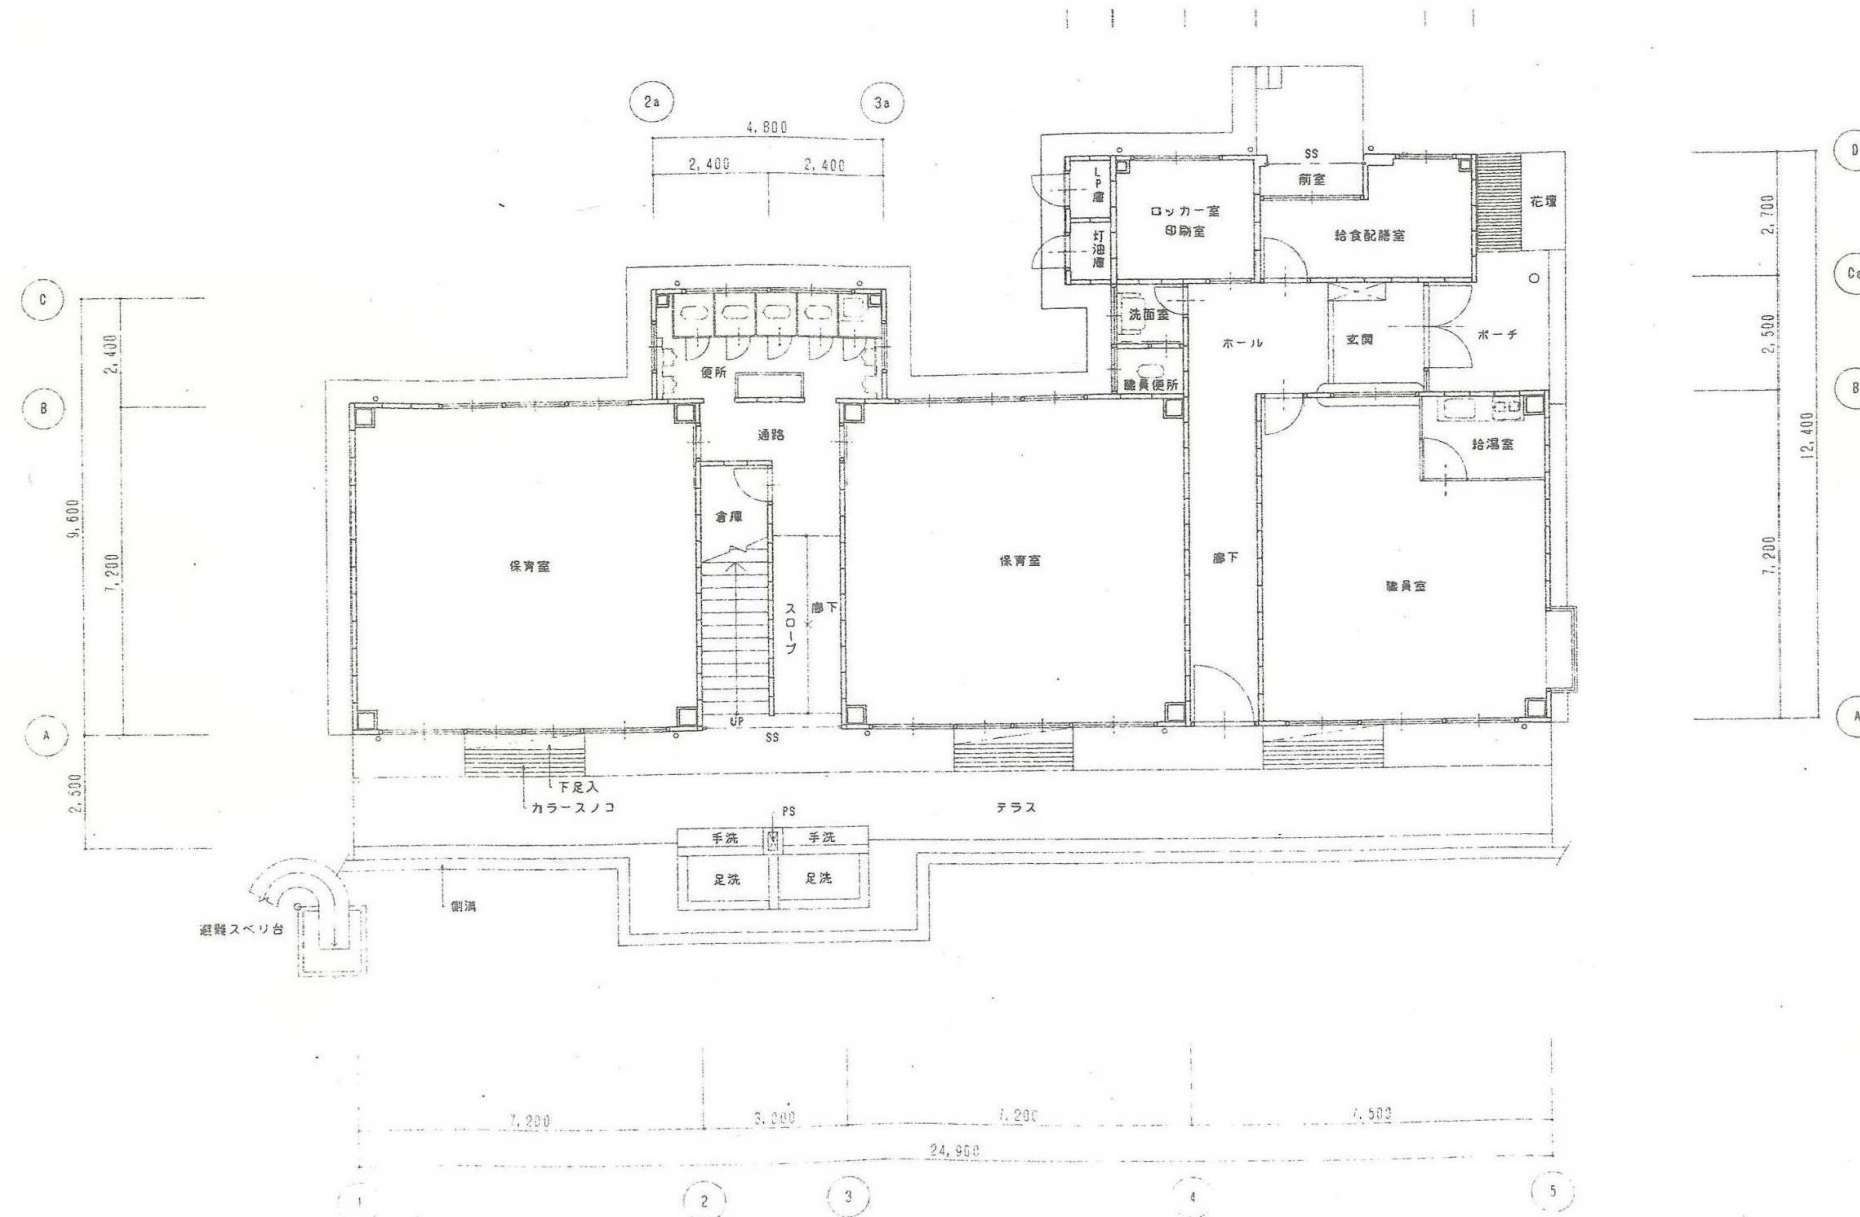 2a
3a
4,800
2,400
2,400
SS
前室
LP庫
ロッカー室
印刷室
給食配膳室
花壇
灯油庫
D
2,700
Ca
C
2,400
洗面室
ホール
玄関
ポーチ
2,500
便所
職員便所
B
B
通路
給湯室
12,400
倉庫
9,600
7,200
保育室
スロープ
廊下
保育室
廊下
職員室
7,200
A
UP
SS
A
2,500
下足入
カラースノコ
PS
テラス
手洗
手洗
足洗
足洗
側溝
避難スベリ台
7,200
3,000
7,200
7,500
24,900
1
2
3
4
5